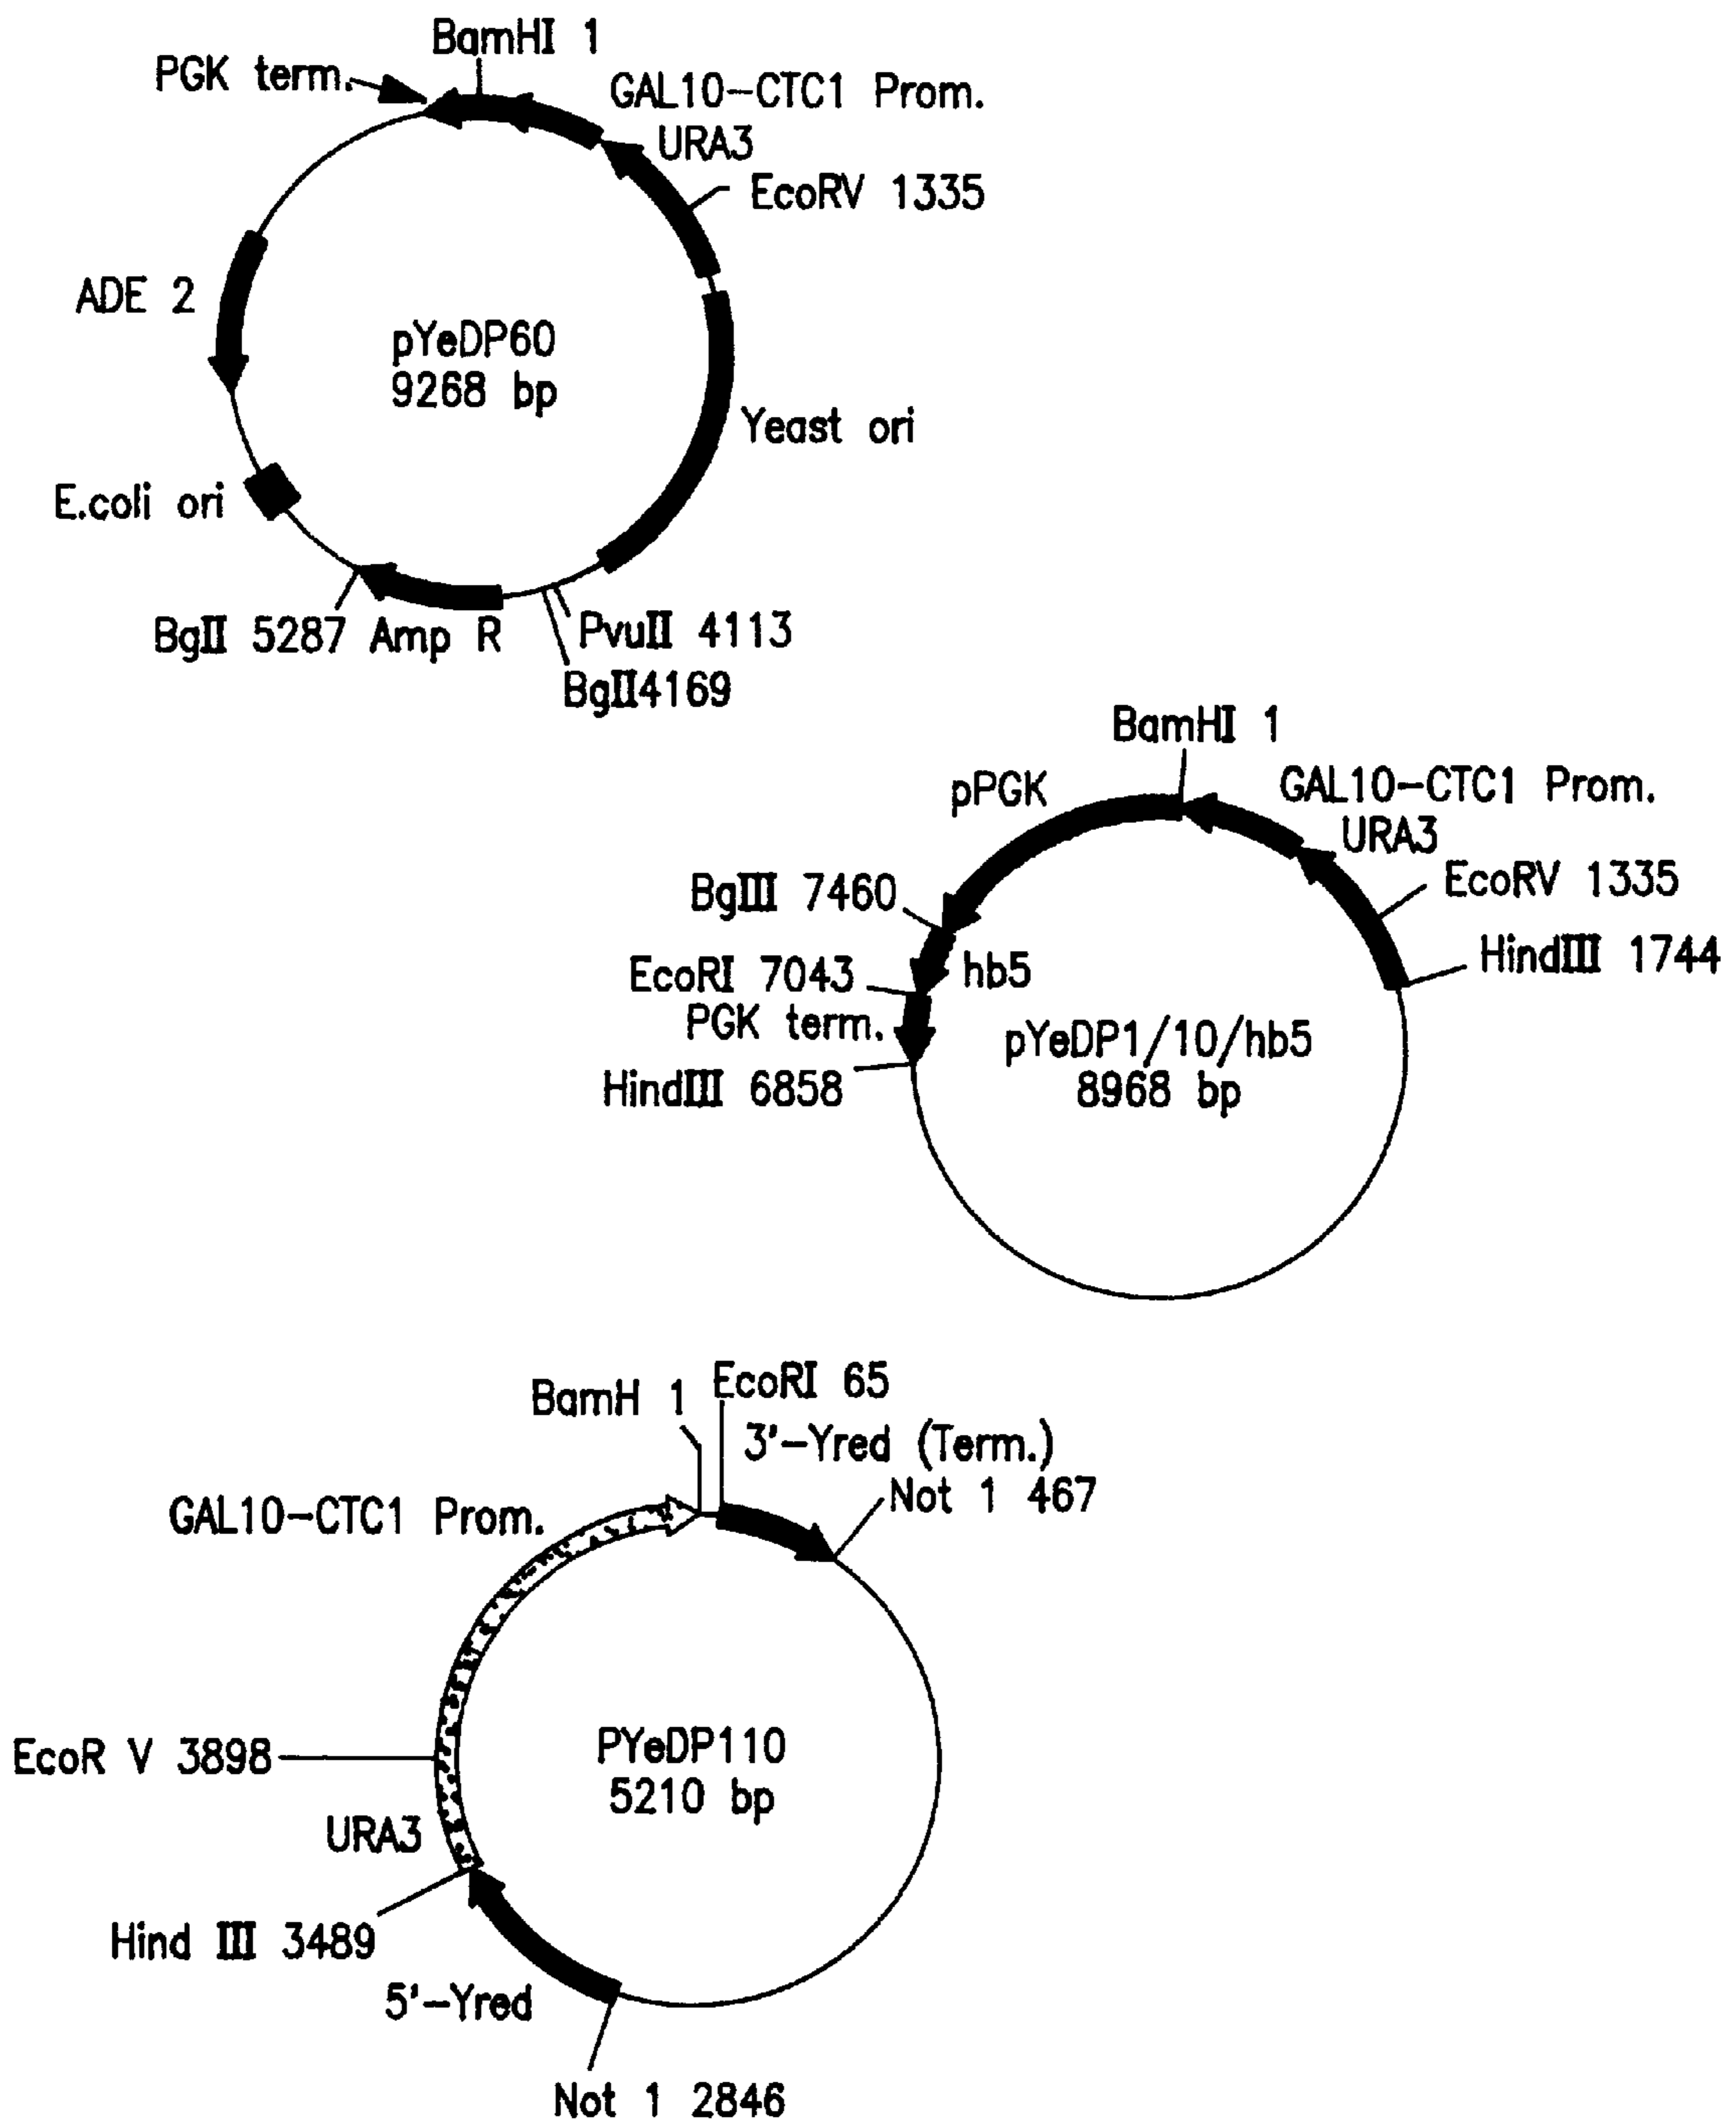 BamHI 1
PGK term.
GAL10-CTC1 Prom.
URA3
EcoRV 1335
ADE 2
pYeDP60
9268 bp
Yeast ori
E.coli ori
BglI 5287 Amp R
PvuII 4113
BglI4169
BamHI 1
pPGK
GAL10-CTC1 Prom.
URA3
BglII 7460
EcoRV 1335
EcoRI 7043
hb5
HindIII 1744
PGK term.
pYeDP1/10/hb5
HindIII 6858
8968 bp
BamH 1
EcoRI 65
3'-Yred (Term.)
Not 1 467
GAL10-CTC1 Prom.
EcoR V 3898
PYeDP110
5210 bp
URA3
Hind III 3489
5'-Yred
Not 1 2846